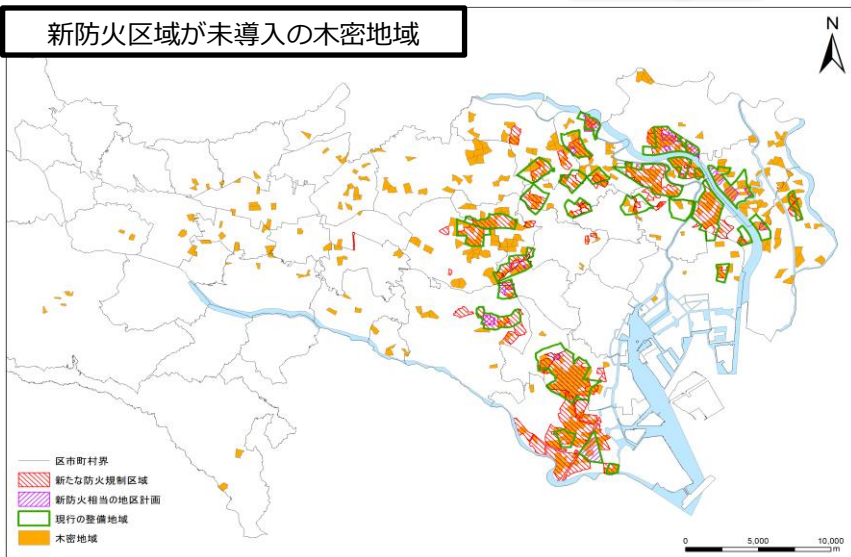 新防火区域が未導入の木密地域
N
区市町村界
新たな防火規制区域
新防火相当の地区計画
現行の整備地域
木密地域
0 5,000 10,000
m